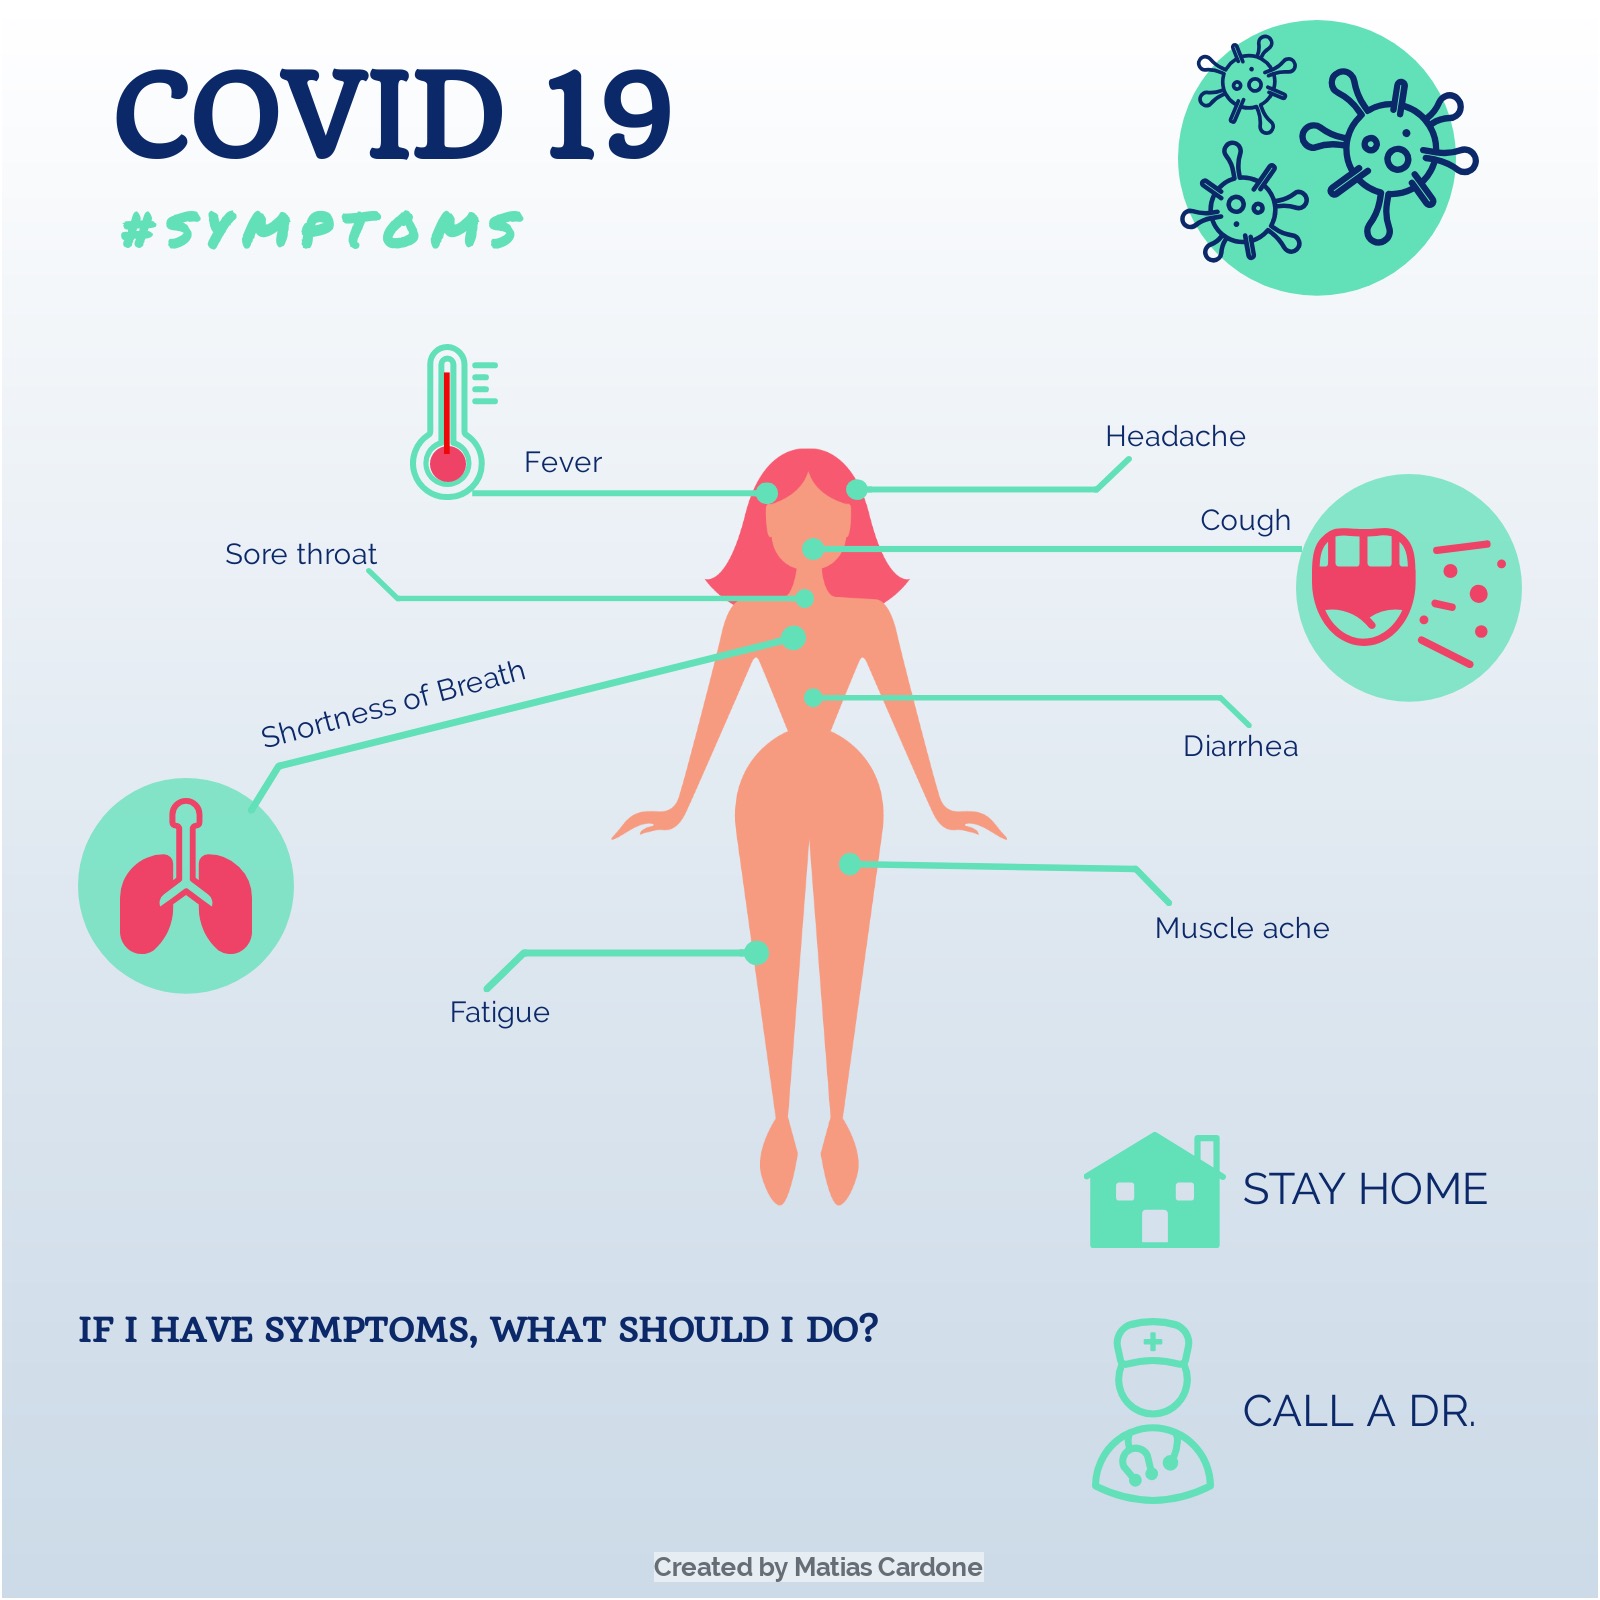 COVID 19
#SYMPTOMS
Headache
Fever
Cough
Sore throat
Shortness of Breath
Diarrhea
Muscle ache
Fatigue
STAY HOME
IF I HAVE SYMPTOMS, WHAT SHOULD I DO?
CALL A DR.
Created by Matias Cardone